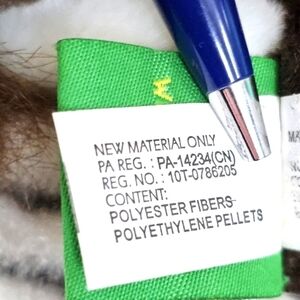 NEW MATERIAL ONLY
PA REG. : PA-14234(CN)
REG. NO. : 10T-0786205
CONTENT:
POLYESTER FIBERS
POLYETHYLENE PELLETS